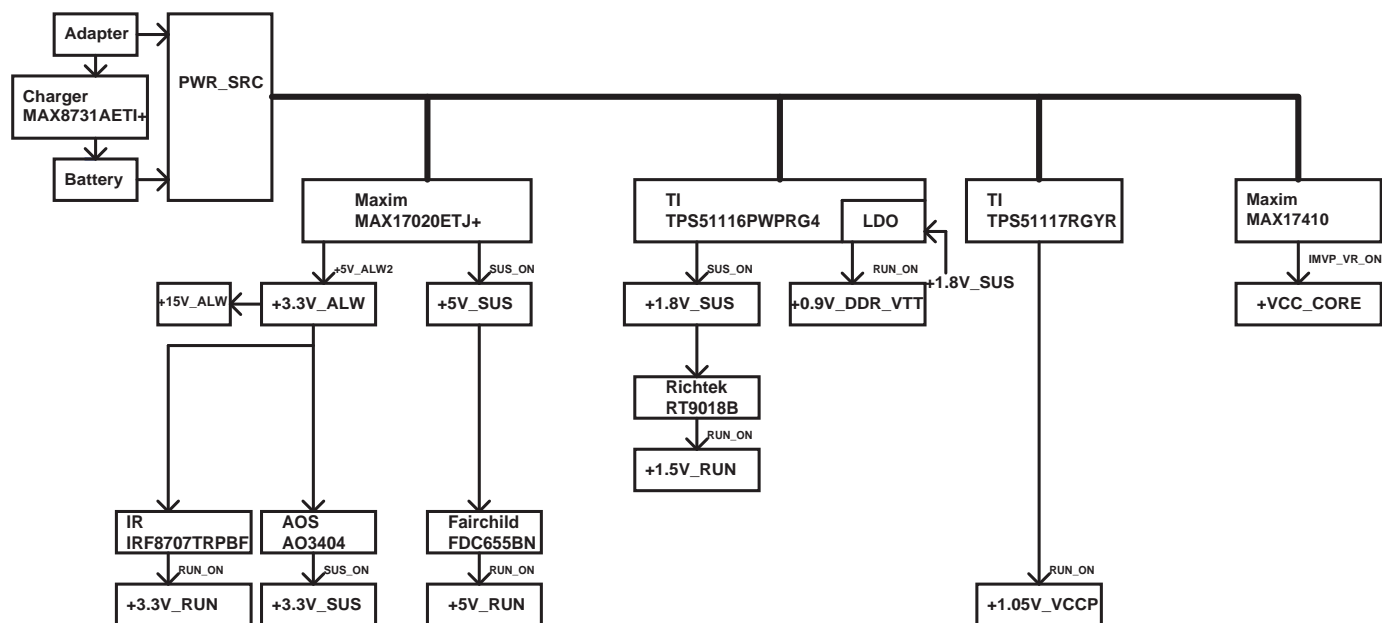 Adapter
PWR_SRC
Charger
MAX8731AETI+
Battery
Maxim
MAX17020ETJ+
TI
TPS51116PWPRG4
LDO
TI
TPS51117RGYR
Maxim
MAX17410
+5V_ALW2
SUS_ON
SUS_ON
RUN_ON
+1.8V_SUS
IMVP_VR_ON
+15V_ALW
+3.3V_ALW
+5V_SUS
+1.8V_SUS
+0.9V_DDR_VTT
+VCC_CORE
Richtek
RT9018B
RUN_ON
+1.5V_RUN
IR
IRF8707TRPBF
AOS
AO3404
Fairchild
FDC655BN
RUN_ON
SUS_ON
RUN_ON
RUN_ON
+3.3V_RUN
+3.3V_SUS
+5V_RUN
+1.05V_VCCP